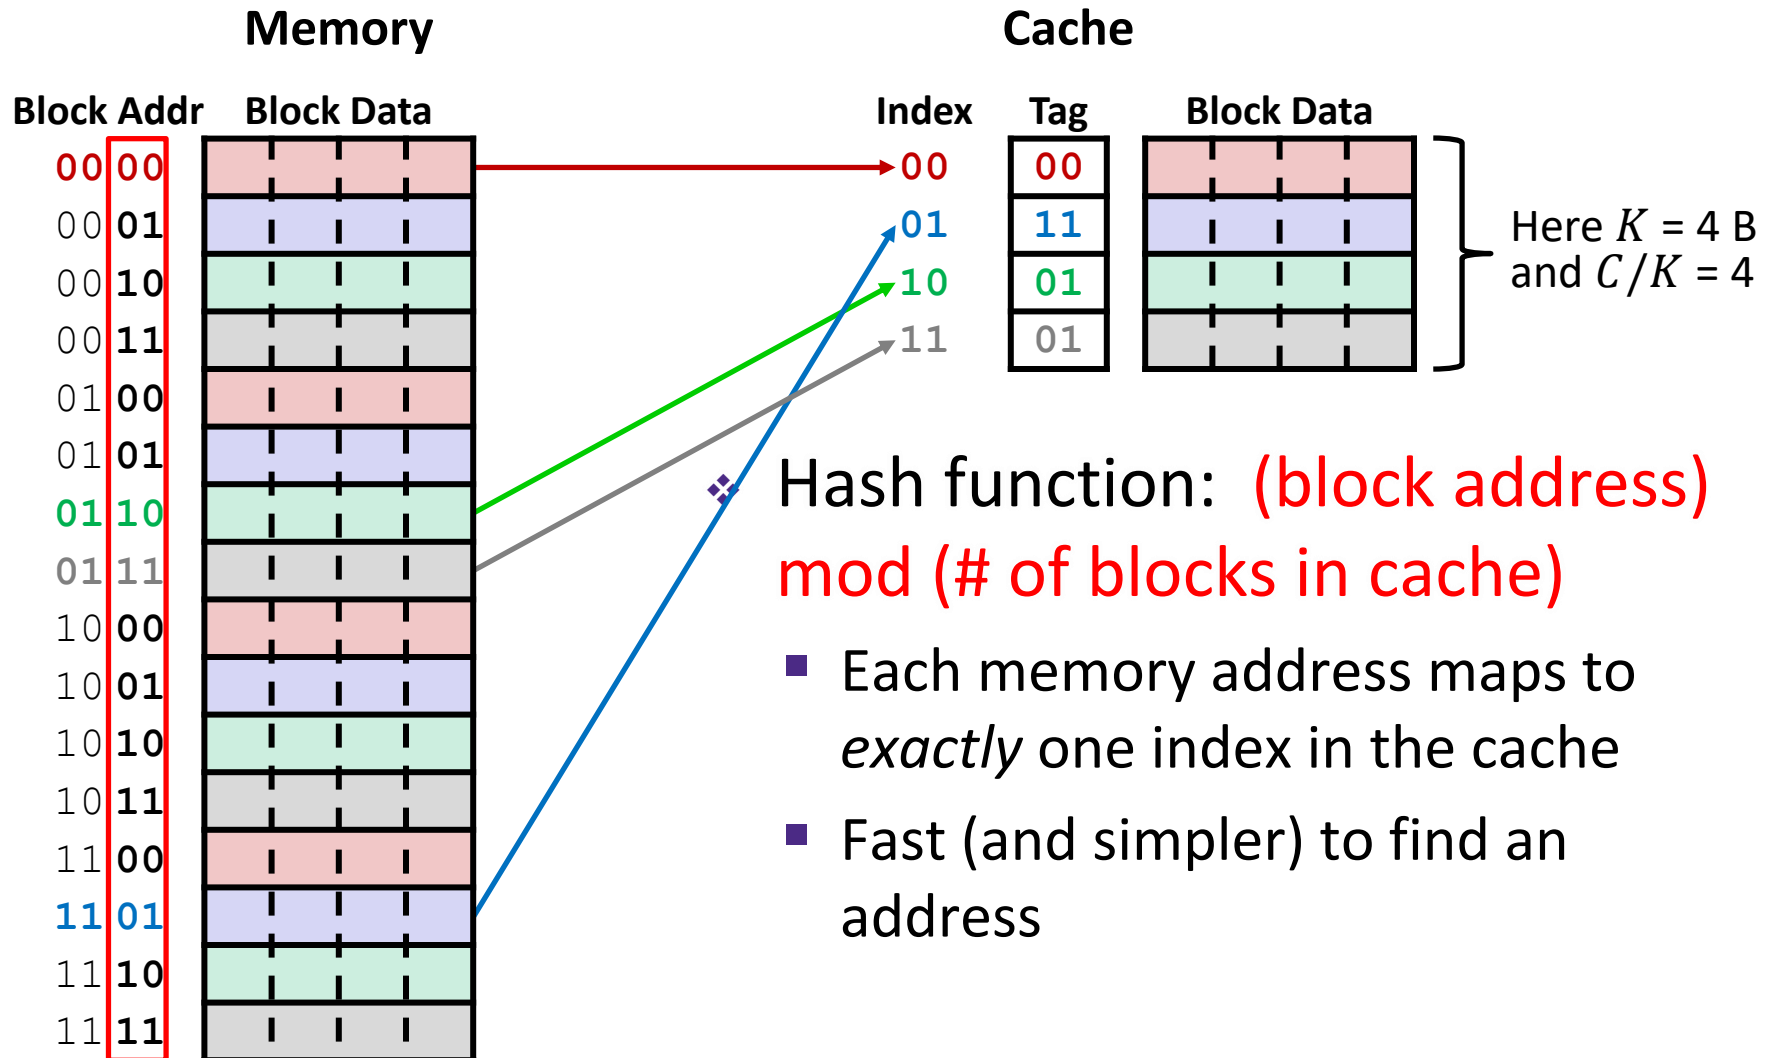 Memory
Cache
Block Addr
Block Data
Index
Tag
Block Data
00 00
00 01
00 10
00 11
01 00
01 01
01 10
01 11
10 00
10 01
10 10
10 11
11 00
11 01
11 10
11 11
00 00
01 11
10 01
11 01
Here K = 4 B
and C/K = 4
Hash function: (block address)
mod (# of blocks in cache)
Each memory address maps to
exactly one index in the cache
Fast (and simpler) to find an
address